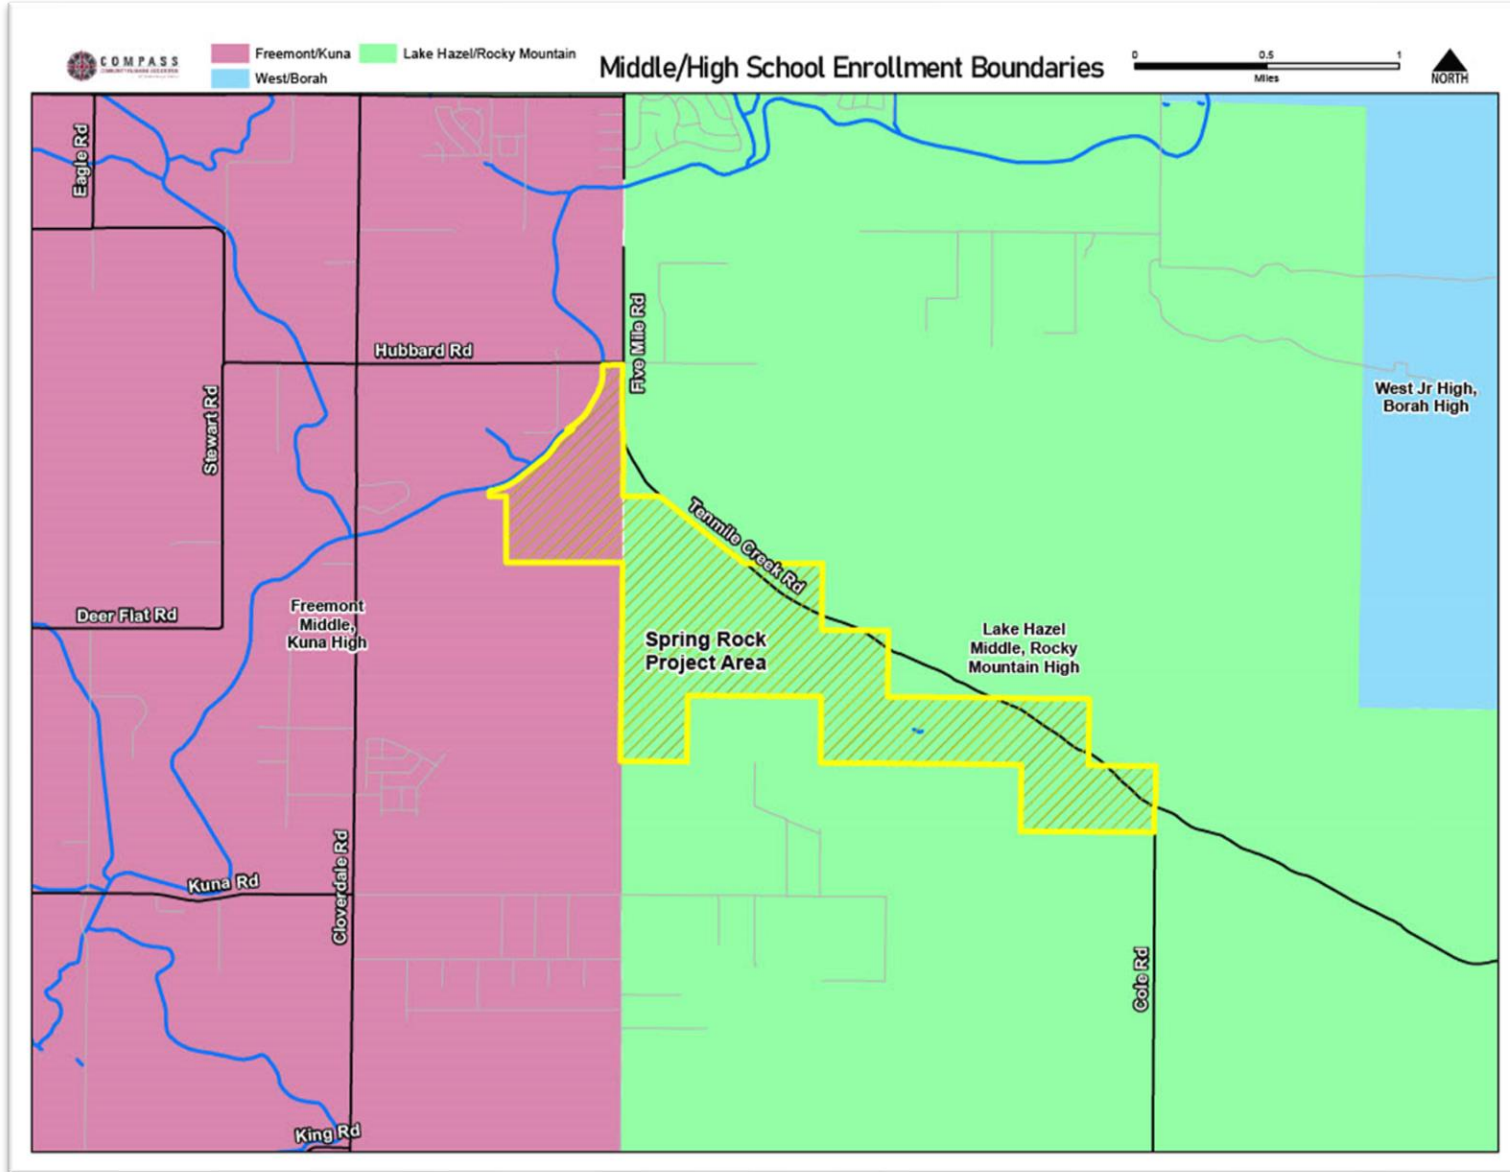 COMPASS
Freemont/Kuna
Lake Hazel/Rocky Mountain
West/Borah
Middle/High School Enrollment Boundaries
0 0.5 1
Miles
NORTH
Eagle Rd
Five Mile Rd
Hubbard Rd
Stewart Rd
West Jr High,
Borah High
Tenmile Creek Rd
Deer Flat Rd
Freemont
Middle,
Kuna High
Spring Rock
Project Area
Lake Hazel
Middle, Rocky
Mountain High
Kuna Rd
Cloverdale Rd
Cole Rd
King Rd